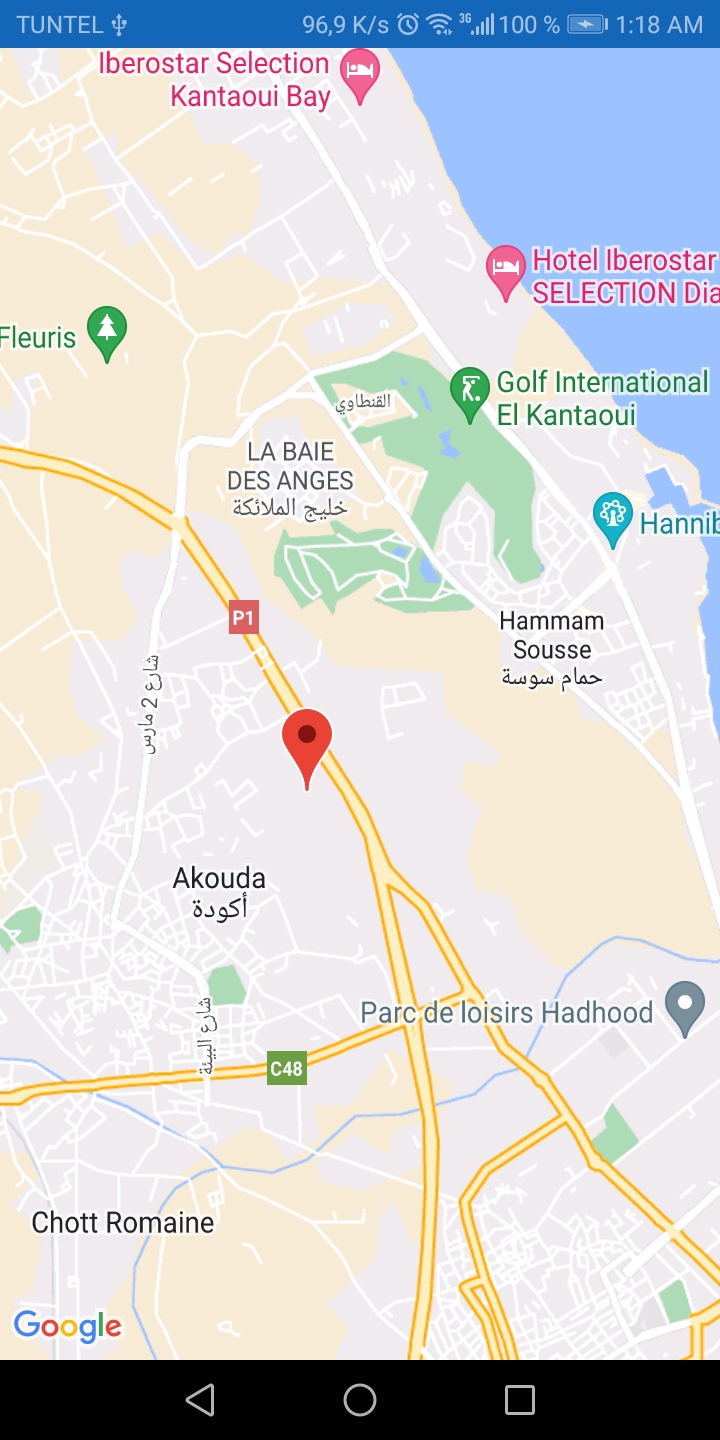 TUNTEL 96,9 K/s 3G 100 % 1:18 AM
Iberostar Selection
Kantaoui Bay
Hotel Iberostar
SELECTION Dia
Fleuris
Golf International
El Kantaoui
القنطاوي
LA BAIE
DES ANGES
خليج الملائكة
Hannib
P1
Hammam
Sousse
حمام سوسة
شارع 2 مارس
Akouda
أكودة
شارع البيئة
Parc de loisirs Hadhood
C48
Chott Romaine
Google